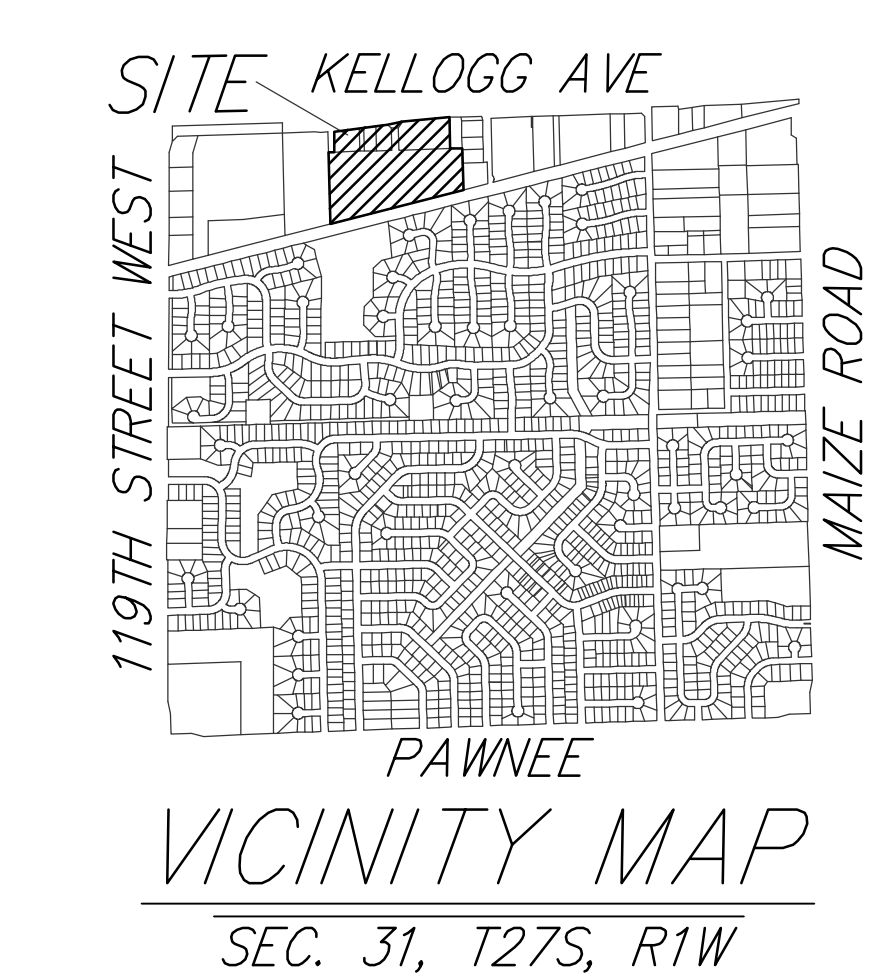 SITE
KELLOGG AVE
119TH STREET WEST
MAIZE ROAD
PAWNEE
VICINITY MAP
SEC. 31, T27S, R1W